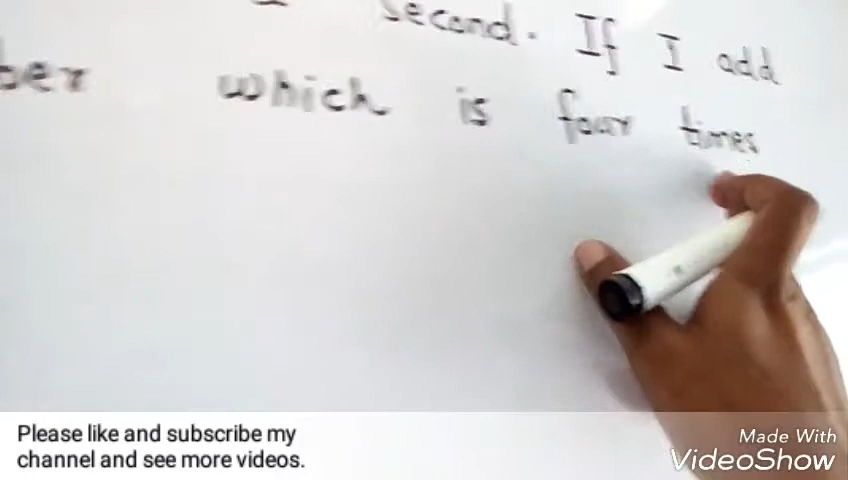 second. If I add
which is four times
Please like and subscribe my
channel and see more videos.
Made With
VideoShow